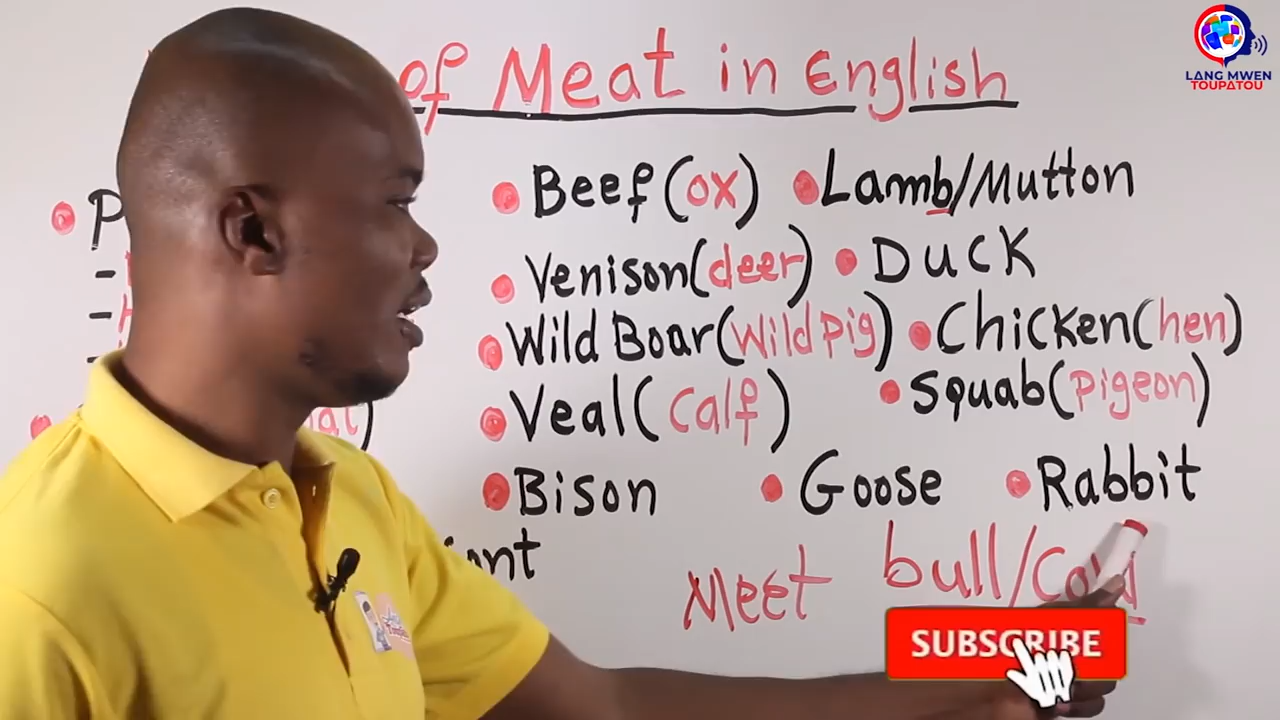 LANG MWEN
TOUPATOU
of Meat in English
Beef (ox) Lamb/Mutton
Venison (deer) Duck
Wild Boar (Wild pig) Chicken (hen)
Veal (Calf) Squab (Pigeon)
Bison Goose Rabbit
Meet bull/
SUBSCRIBE